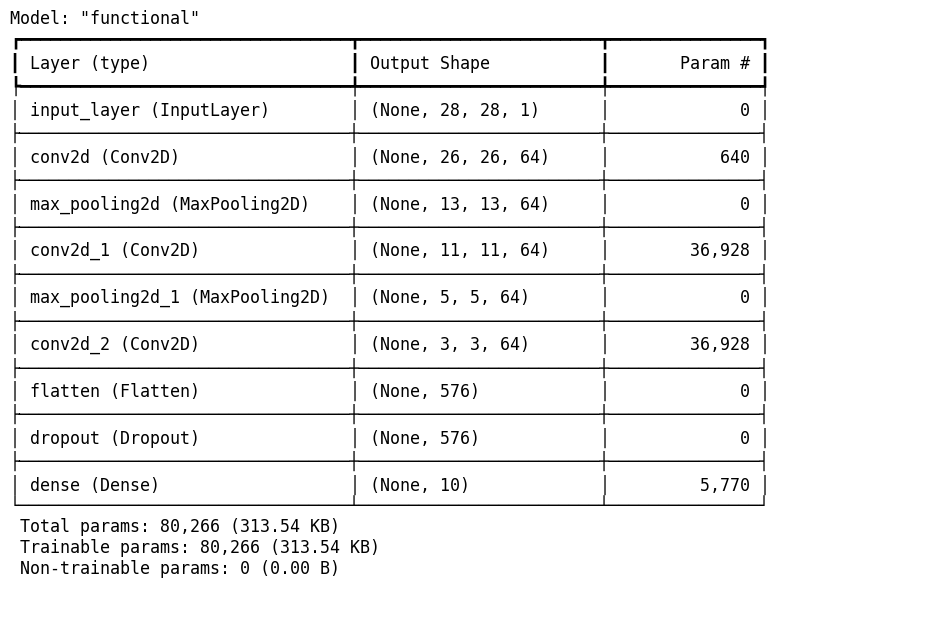 Model: "functional"
Layer (type) Output Shape Param #
input_layer (InputLayer) (None, 28, 28, 1) 0
conv2d (Conv2D) (None, 26, 26, 64) 640
max_pooling2d (MaxPooling2D) (None, 13, 13, 64) 0
conv2d_1 (Conv2D) (None, 11, 11, 64) 36,928
max_pooling2d_1 (MaxPooling2D) (None, 5, 5, 64) 0
conv2d_2 (Conv2D) (None, 3, 3, 64) 36,928
flatten (Flatten) (None, 576) 0
dropout (Dropout) (None, 576) 0
dense (Dense) (None, 10) 5,770
Total params: 80,266 (313.54 KB)
Trainable params: 80,266 (313.54 KB)
Non-trainable params: 0 (0.00 B)